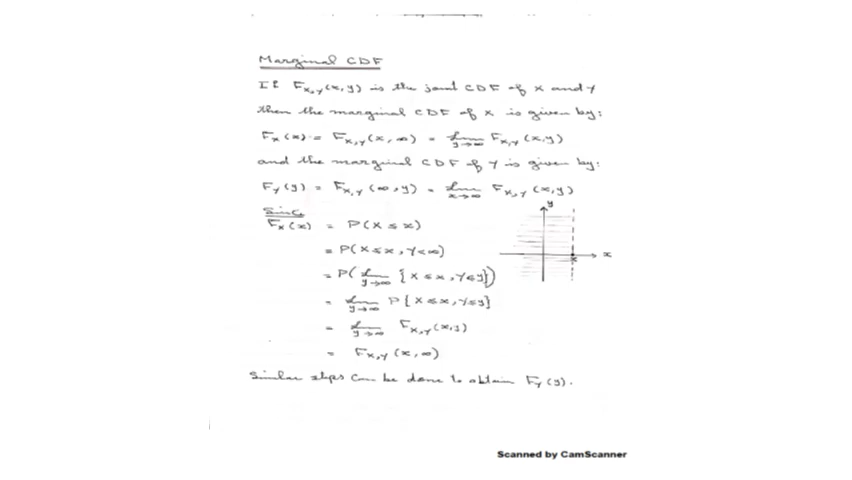 Marginal CDF
If F_{X,Y}(x,y) is the joint CDF of X and Y
then the marginal CDF of X is given by:
F_X(x) = F_{X,Y}(x,∞) = lim_{y→∞} F_{X,Y}(x,y)
and the marginal CDF of Y is given by:
F_Y(y) = F_{X,Y}(∞,y) = lim_{x→∞} F_{X,Y}(x,y)
Since
F_X(x) = P(X≤x)
= P(X≤x, Y<∞)
= P(lim_{y→∞} {X≤x, Y≤y})
= lim_{y→∞} P{X≤x, Y≤y}
= lim_{y→∞} F_{X,Y}(x,y)
= F_{X,Y}(x,∞)
y
x
x
Similar steps can be done to obtain F_Y(y).
Scanned by CamScanner